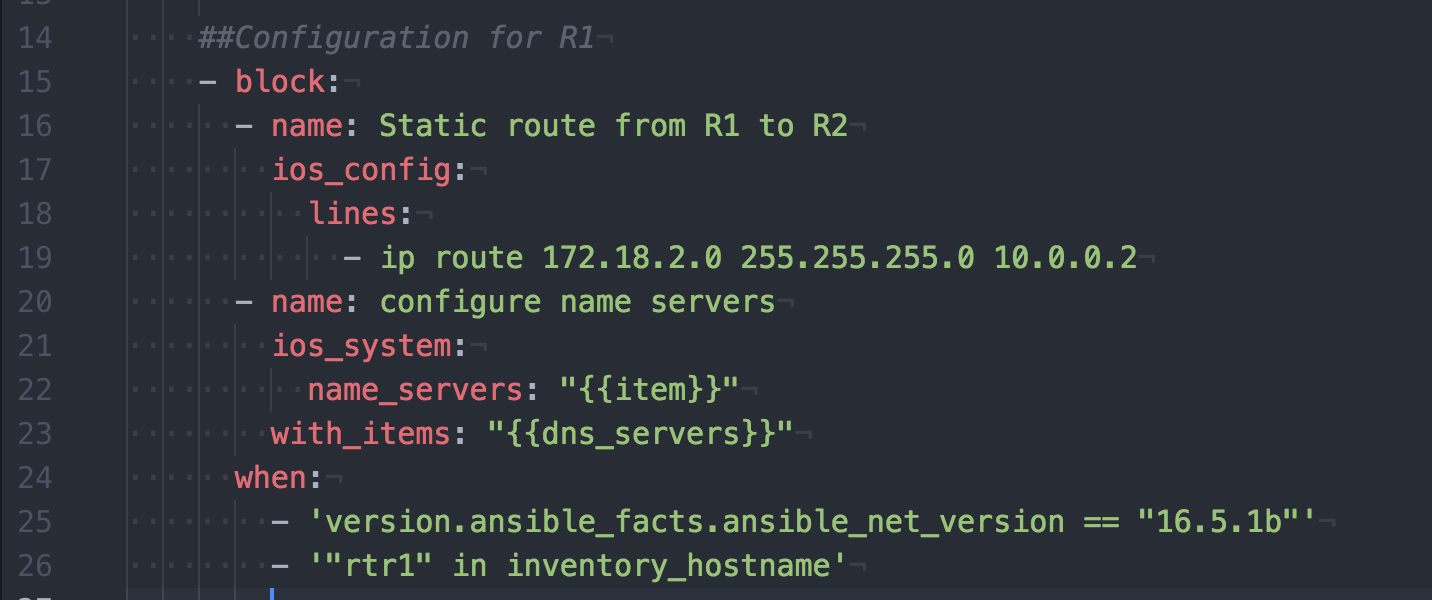 14 ##Configuration for R1
15 - block:
16 - name: Static route from R1 to R2
17 ios_config:
18 lines:
19 - ip route 172.18.2.0 255.255.255.0 10.0.0.2
20 - name: configure name servers
21 ios_system:
22 name_servers: "{{item}}"
23 with_items: "{{dns_servers}}"
24 when:
25 - 'version.ansible_facts.ansible_net_version == "16.5.1b"'
26 - '"rtr1" in inventory_hostname'